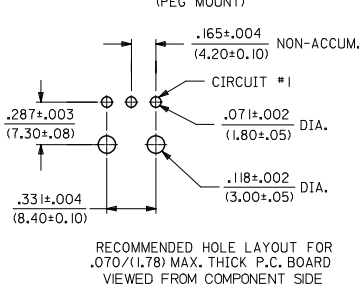 (PEG MOUNT)
.165±.004
(4.20±0.10)
NON-ACCUM.
CIRCUIT #1
.287±.003
(7.30±.08)
.071±.002
(1.80±.05)
DIA.
.118±.002
(3.00±.05)
DIA.
.331±.004
(8.40±0.10)
RECOMMENDED HOLE LAYOUT FOR
.070/(1.78) MAX. THICK P.C. BOARD
VIEWED FROM COMPONENT SIDE